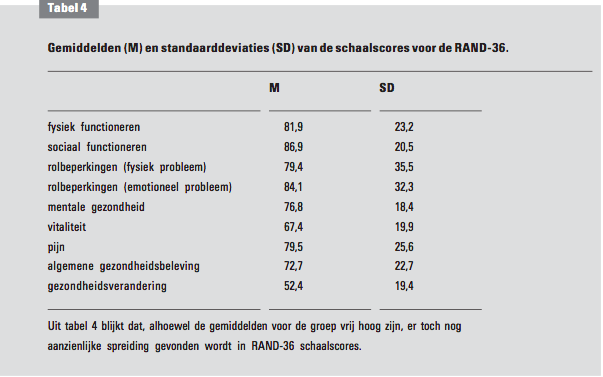 Tabel 4
Gemiddelden (M) en standaarddeviaties (SD) van de schaalscores voor de RAND-36.
M SD
fysiek functioneren 81,9 23,2
sociaal functioneren 86,9 20,5
rolbeperkingen (fysiek probleem) 79,4 35,5
rolbeperkingen (emotioneel probleem) 84,1 32,3
mentale gezondheid 76,8 18,4
vitaliteit 67,4 19,9
pijn 79,5 25,6
algemene gezondheidsbeleving 72,7 22,7
gezondheidsverandering 52,4 19,4
Uit tabel 4 blijkt dat, alhoewel de gemiddelden voor de groep vrij hoog zijn, er toch nog
aanzienlijke spreiding gevonden wordt in RAND-36 schaalscores.